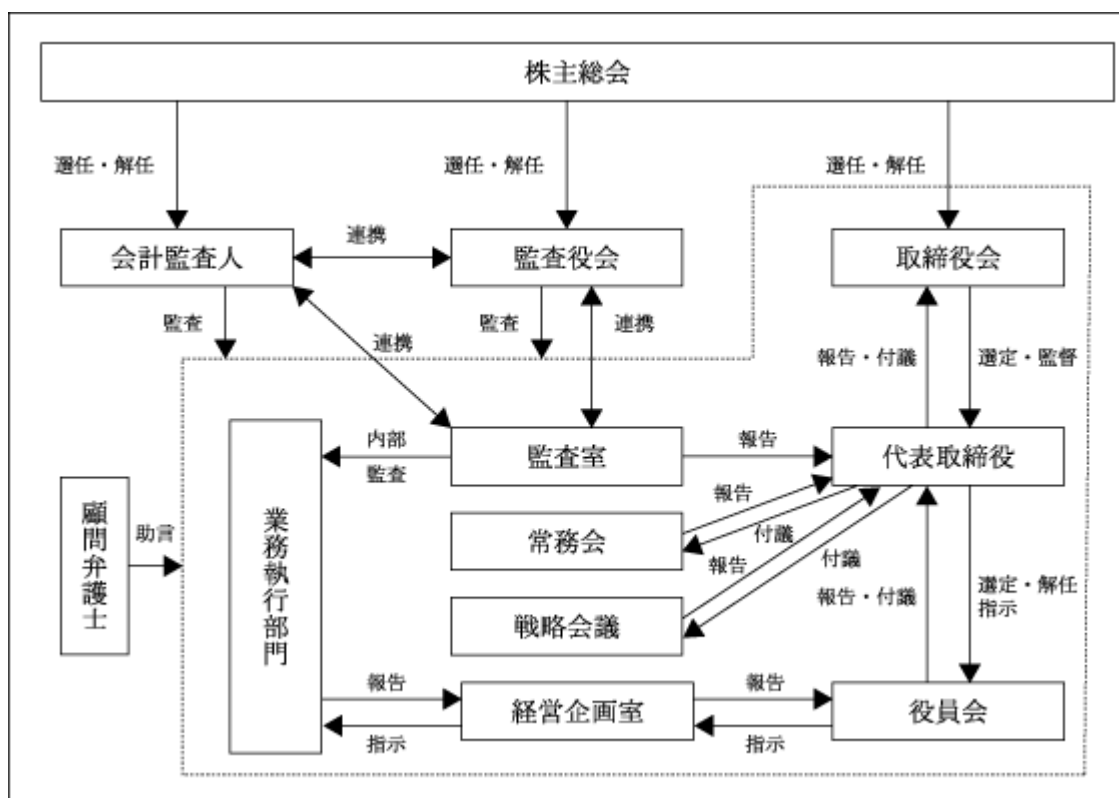 株主総会
選任・解任
選任・解任
選任・解任
会計監査人
連携
監査役会
取締役会
監査
連携
監査
連携
報告・付議
選定・監督
業務執行部門
内部
監査
監査室
報告
代表取締役
顧問弁護士
助言
常務会
報告
付議
戦略会議
報告
付議
報告・付議
選定・解任
指示
報告
指示
経営企画室
報告
指示
役員会